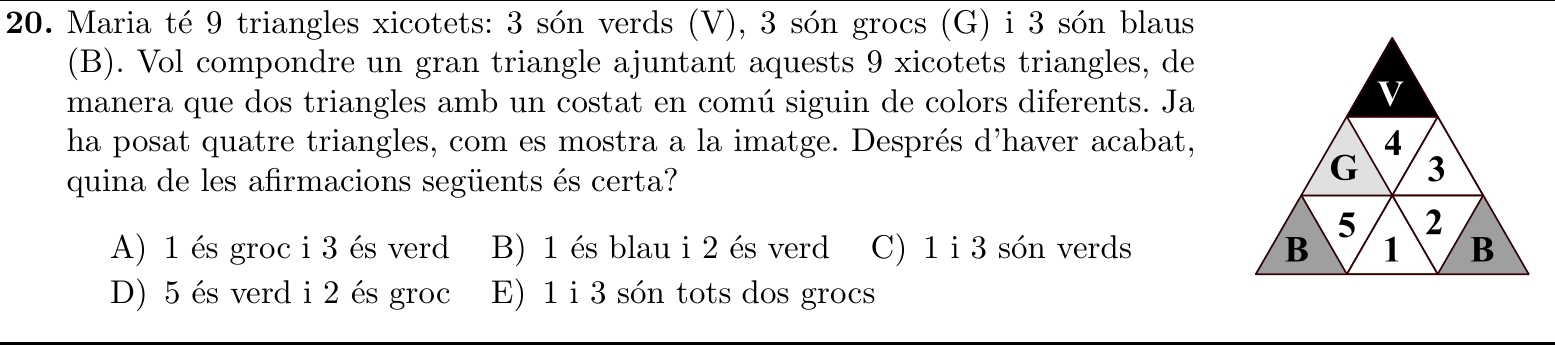 20. Maria té 9 triangles xicotets: 3 són verds (V), 3 són grocs (G) i 3 són blaus
(B). Vol compondre un gran triangle ajuntant aquests 9 xicotets triangles, de
manera que dos triangles amb un costat en comú siguin de colors diferents. Ja
ha posat quatre triangles, com es mostra a la imatge. Després d'haver acabat,
quina de les afirmacions següents és certa?
A) 1 és groc i 3 és verd B) 1 és blau i 2 és verd C) 1 i 3 són verds
D) 5 és verd i 2 és groc E) 1 i 3 són tots dos grocs
V
G 4 3
B 5 1 2 B